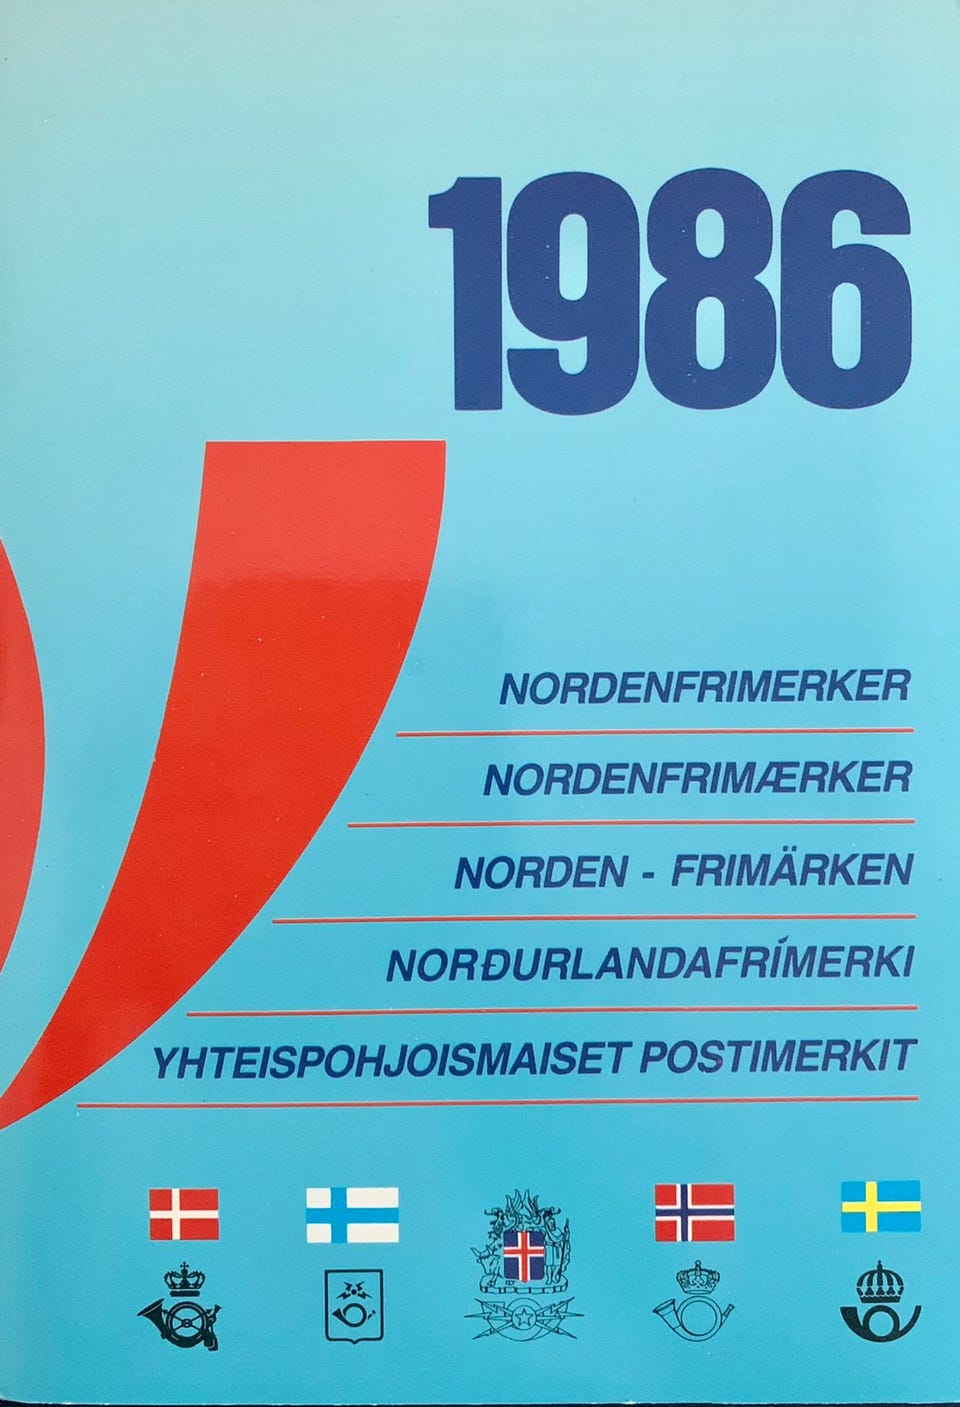 1986
NORDENFRIMERKER
NORDENFRIMÆRKER
NORDEN - FRIMÄRKEN
NORÐURLANDAFRÍMERKI
YHTEISPOHJOISMAISET POSTIMERKIT